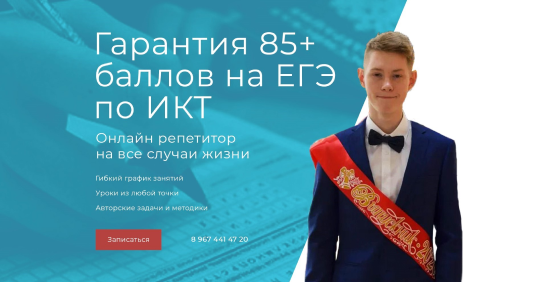 Гарантия 85+
баллов на ЕГЭ
по ИКТ
Онлайн репетитор
на все случаи жизни
Гибкий график занятий
Уроки из любой точки
Авторские задачи и методики
Записаться
8 967 441 47 20
Выпускник